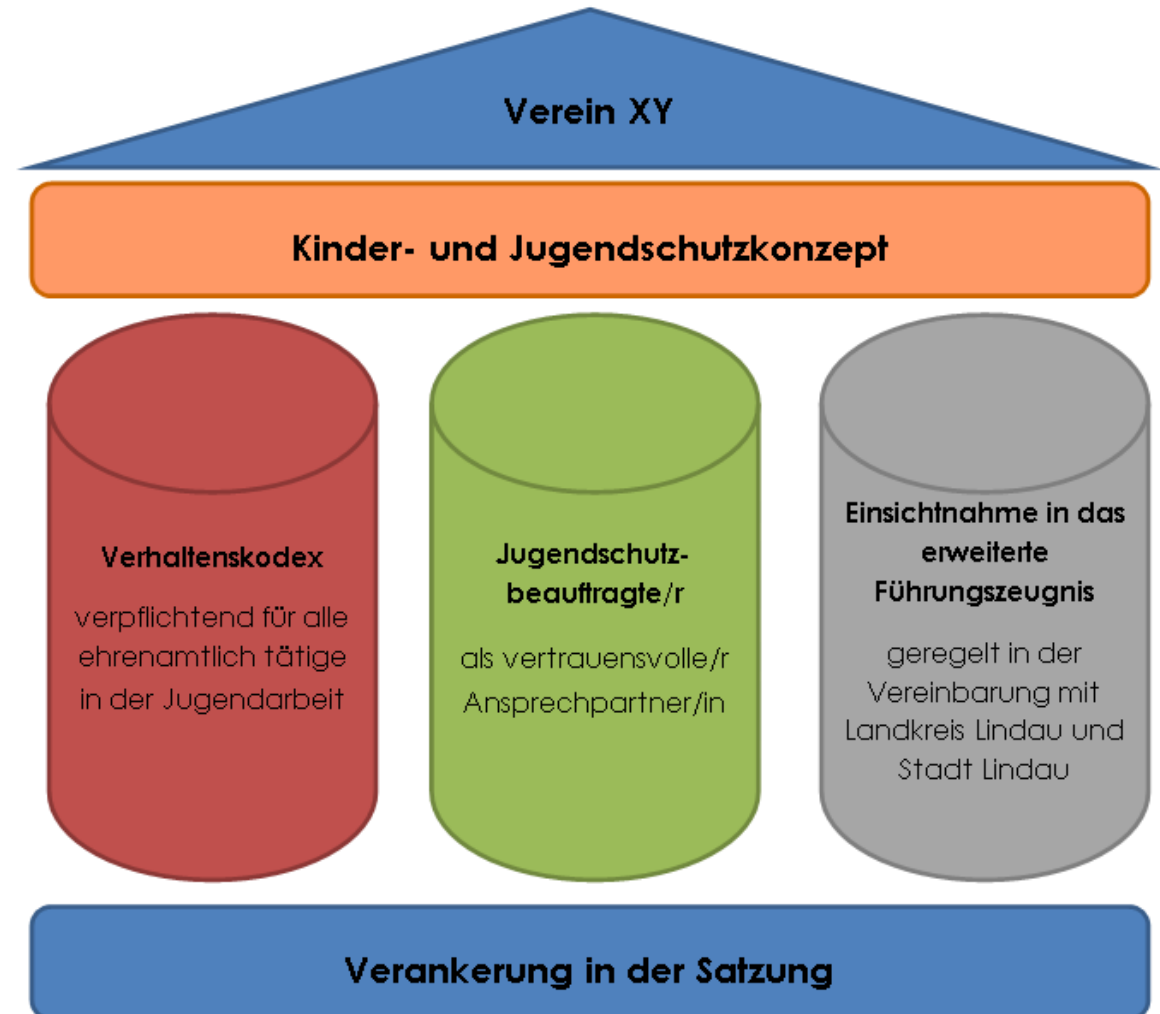 Verein XY
Kinder- und Jugendschutzkonzept
Verhaltenskodex
verpflichtend für alle
ehrenamtlich tätige
in der Jugendarbeit
Jugendschutz-
beauftragte/r
als vertrauensvolle/r
Ansprechpartner/in
Einsichtnahme in das
erweiterte
Führungszeugnis
geregelt in der
Vereinbarung mit
Landkreis Lindau und
Stadt Lindau
Verankerung in der Satzung